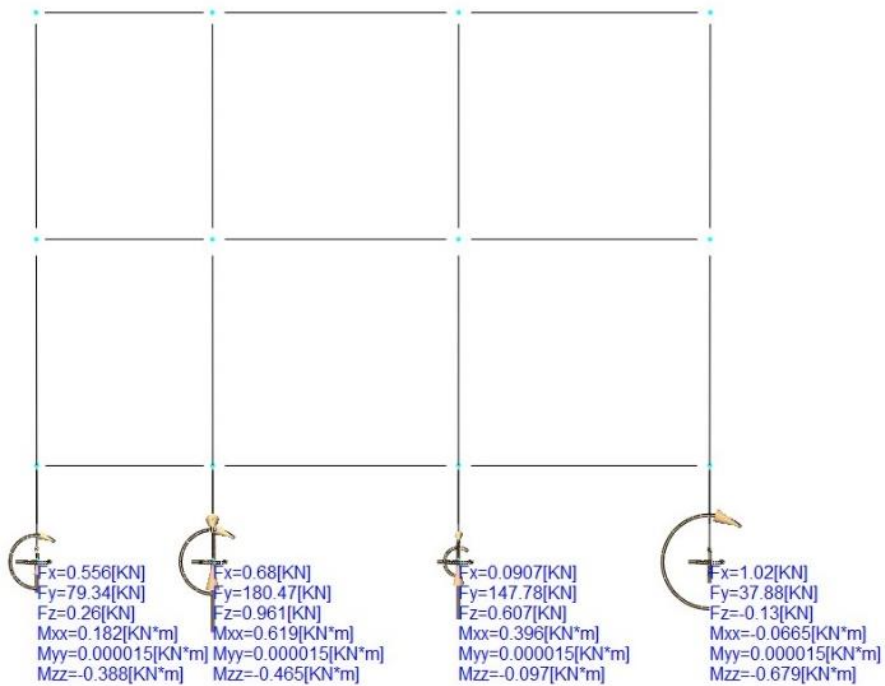 Fx=0.556[KN]
Fy=79.34[KN]
Fz=0.26[KN]
Mxx=0.182[KN*m]
Myy=0.000015[KN*m]
Mzz=-0.388[KN*m]
Fx=0.68[KN]
Fy=180.47[KN]
Fz=0.961[KN]
Mxx=0.619[KN*m]
Myy=0.000015[KN*m]
Mzz=-0.465[KN*m]
Fx=0.0907[KN]
Fy=147.78[KN]
Fz=0.607[KN]
Mxx=0.396[KN*m]
Myy=0.000015[KN*m]
Mzz=-0.097[KN*m]
Fx=1.02[KN]
Fy=37.88[KN]
Fz=-0.13[KN]
Mxx=-0.0665[KN*m]
Myy=0.000015[KN*m]
Mzz=-0.679[KN*m]